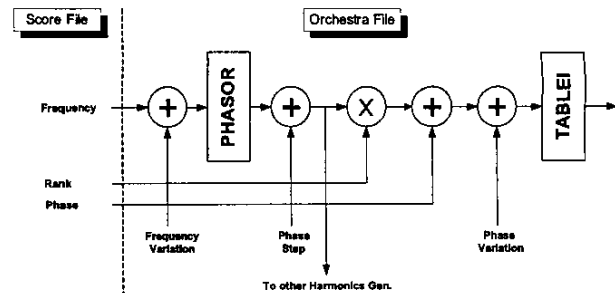 Score File
Orchestra File
Frequency
+
PHASOR
+
X
+
+
TABLEI
Rank
Phase
Frequency
Variation
Phase
Step
Phase
Variation
To other Harmonics Gen.